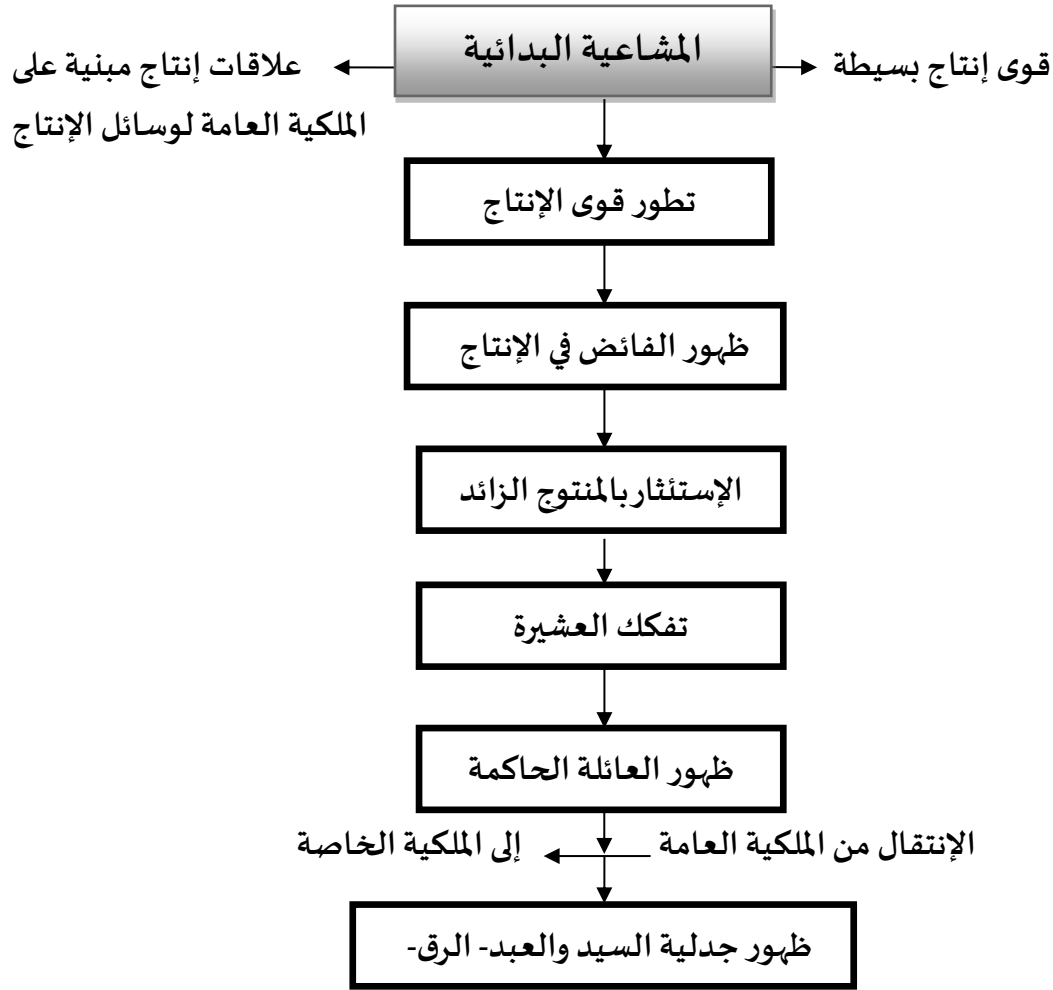 المشاعية البدائية
قوى إنتاج بسيطة
علاقات إنتاج مبنية على
الملكية العامة لوسائل الإنتاج
تطور قوى الإنتاج
ظهور الفائض في الإنتاج
الإستئثار بالمنتوج الزائد
تفكك العشيرة
ظهور العائلة الحاكمة
الإنتقال من الملكية العامة إلى الملكية الخاصة
ظهور جدلية السيد والعبد- الرق-